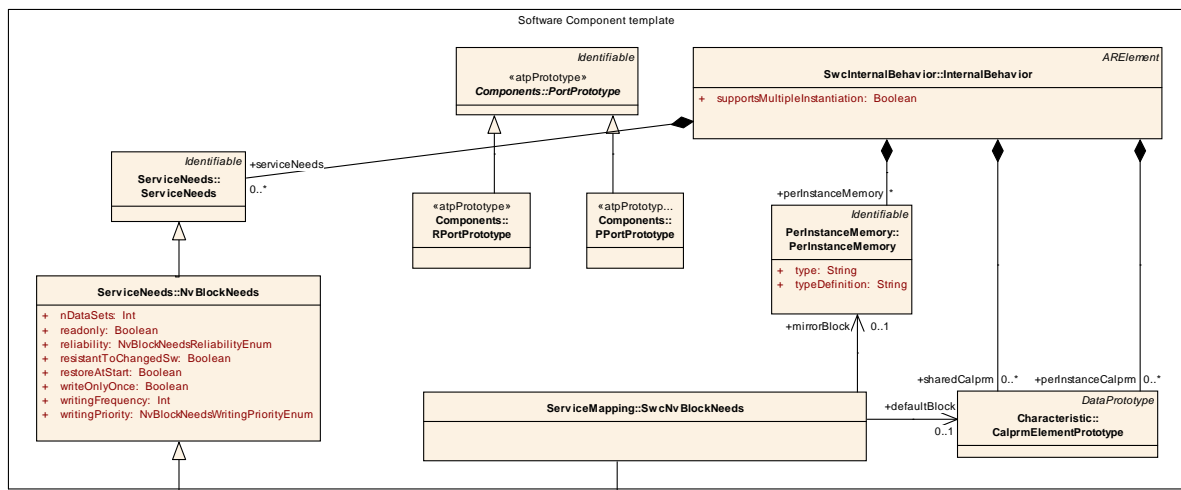 Software Component template
Identifiable
«atpPrototype»
Components::PortPrototype
ARElement
SwcInternalBehavior::InternalBehavior
+ supportsMultipleInstantiation: Boolean
Identifiable
ServiceNeeds::
ServiceNeeds
+serviceNeeds
0..*
«atpPrototype»
Components::
RPortPrototype
«atpPrototyp...
Components::
PPortPrototype
+perInstanceMemory
*
Identifiable
PerInstanceMemory::
PerInstanceMemory
+ type: String
+ typeDefinition: String
ServiceNeeds::NvBlockNeeds
+ nDataSets: Int
+ readonly: Boolean
+ reliability: NvBlockNeedsReliabilityEnum
+ resistantToChangedSw: Boolean
+ restoreAtStart: Boolean
+ writeOnlyOnce: Boolean
+ writingFrequency: Int
+ writingPriority: NvBlockNeedsWritingPriorityEnum
+mirrorBlock
0..1
+sharedCalprm
0..*
+perInstanceCalprm
0..*
ServiceMapping::SwcNvBlockNeeds
+defaultBlock
0..1
DataPrototype
Characteristic::
CalprmElementPrototype